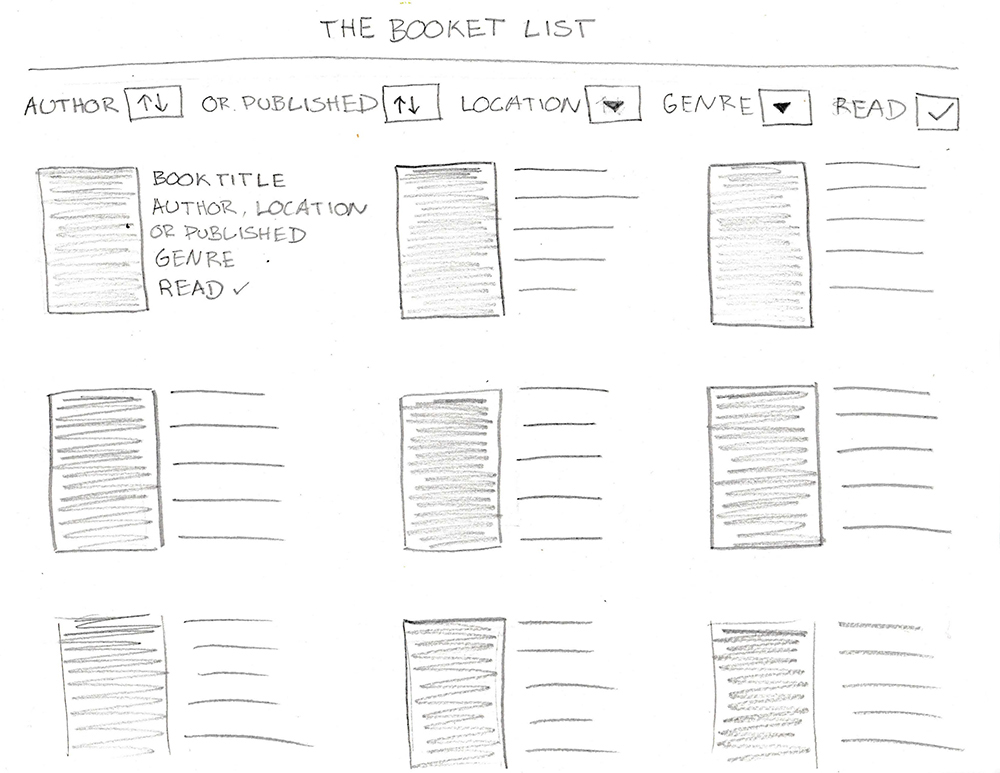 THE BOOKET LIST
AUTHOR OR. PUBLISHED LOCATION GENRE READ
BOOK TITLE
AUTHOR, LOCATION
OR PUBLISHED
GENRE
READ ✓